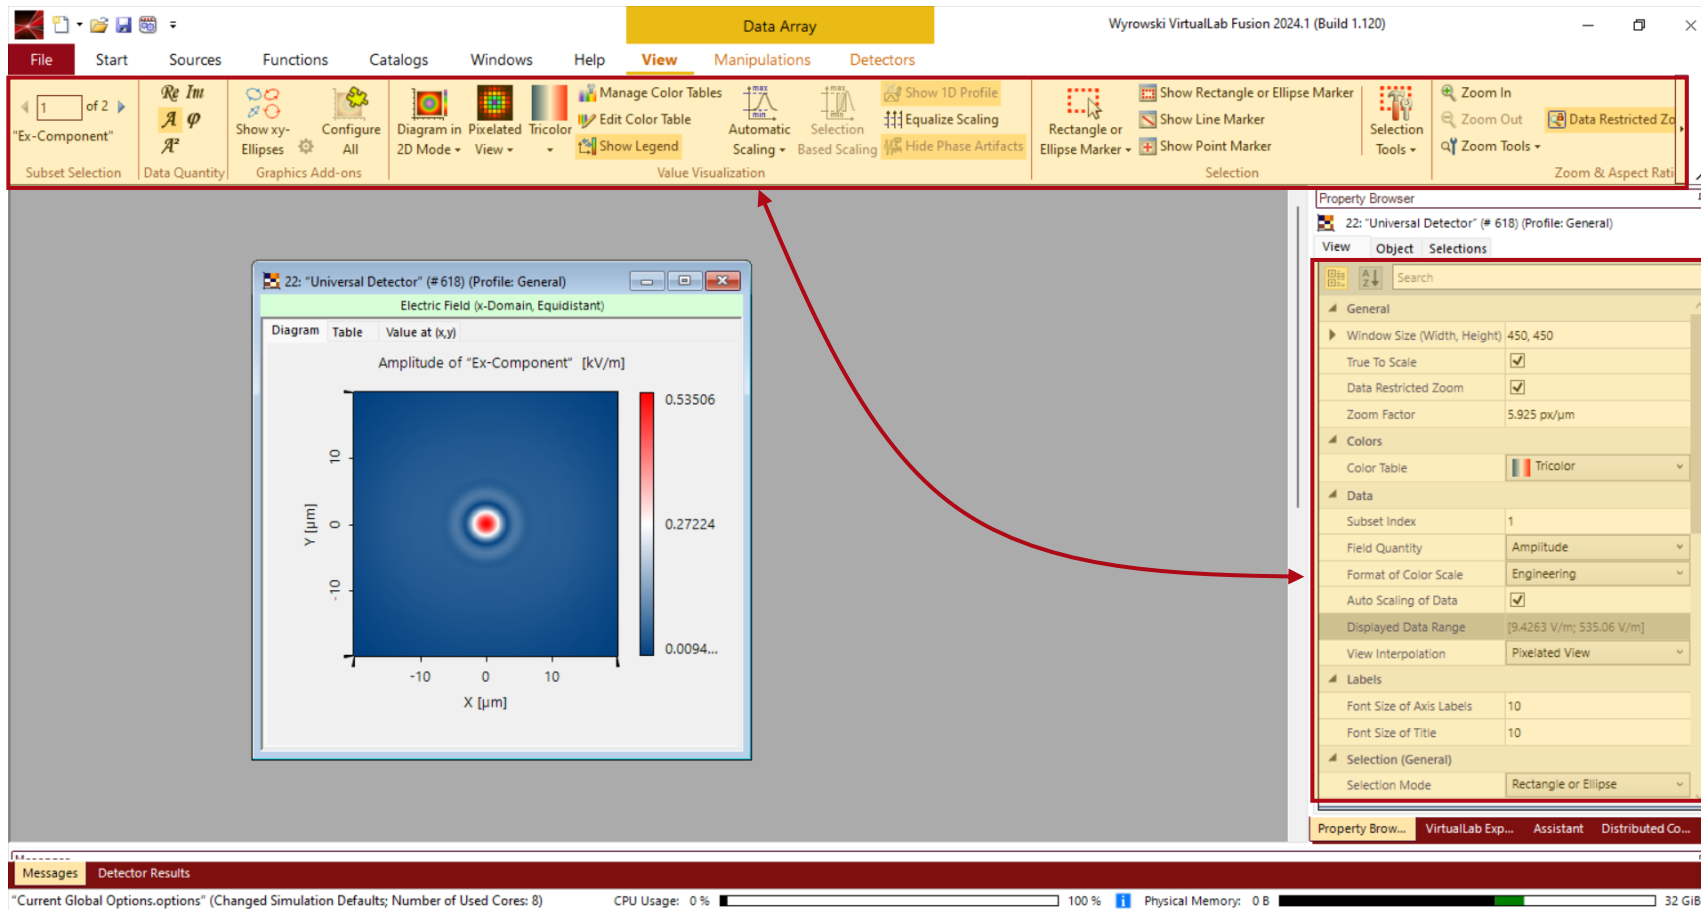 Data Array
Wyrowski VirtualLab Fusion 2024.1 (Build 1.120)
File Start Sources Functions Catalogs Windows Help View Manipulations Detectors
1 of 2
"Ex-Component"
Subset Selection
Re Im
A φ
A²
Data Quantity
Show xy-
Ellipses
Configure
All
Graphics Add-ons
Diagram in
2D Mode
Pixelated
View
Tricolor
Manage Color Tables
Edit Color Table
Show Legend
max
min
Automatic
Scaling
max
min
Selection
Based Scaling
Show 1D Profile
Equalize Scaling
Hide Phase Artifacts
Value Visualization
Rectangle or
Ellipse Marker
Show Rectangle or Ellipse Marker
Show Line Marker
Show Point Marker
Selection
Selection
Tools
Zoom In
Zoom Out
Zoom Tools
Data Restricted Zo
Zoom & Aspect Rati
22: "Universal Detector" (# 618) (Profile: General)
Electric Field (x-Domain, Equidistant)
Diagram Table Value at (x,y)
Amplitude of "Ex-Component" [kV/m]
0.53506
0.27224
0.0094...
Y [µm]
10
0
-10
-10 0 10
X [µm]
Property Browser
22: "Universal Detector" (# 618) (Profile: General)
View Object Selections
Search
General
Window Size (Width, Height) 450, 450
True To Scale
Data Restricted Zoom
Zoom Factor 5.925 px/µm
Colors
Color Table Tricolor
Data
Subset Index 1
Field Quantity Amplitude
Format of Color Scale Engineering
Auto Scaling of Data
Displayed Data Range [9.4263 V/m; 535.06 V/m]
View Interpolation Pixelated View
Labels
Font Size of Axis Labels 10
Font Size of Title 10
Selection (General)
Selection Mode Rectangle or Ellipse
Property Brow... VirtualLab Exp... Assistant Distributed Co...
Messages Detector Results
"Current Global Options.options" (Changed Simulation Defaults; Number of Used Cores: 8) CPU Usage: 0 % 100 % Physical Memory: 0 B 32 GiB